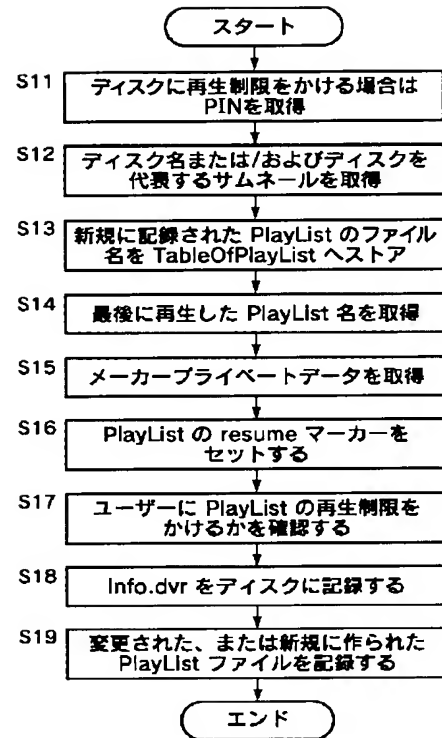 スタート
S11
ディスクに再生制限をかける場合は
PINを取得
S12
ディスク名または/およびディスクを
代表するサムネールを取得
S13
新規に記録された PlayList のファイル
名を TableOfPlayList へストア
S14
最後に再生した PlayList 名を取得
S15
メーカープライベートデータを取得
S16
PlayList の resume マーカーを
セットする
S17
ユーザーに PlayList の再生制限を
かけるかを確認する
S18
Info.dvr をディスクに記録する
S19
変更された、または新規に作られた
PlayList ファイルを記録する
エンド